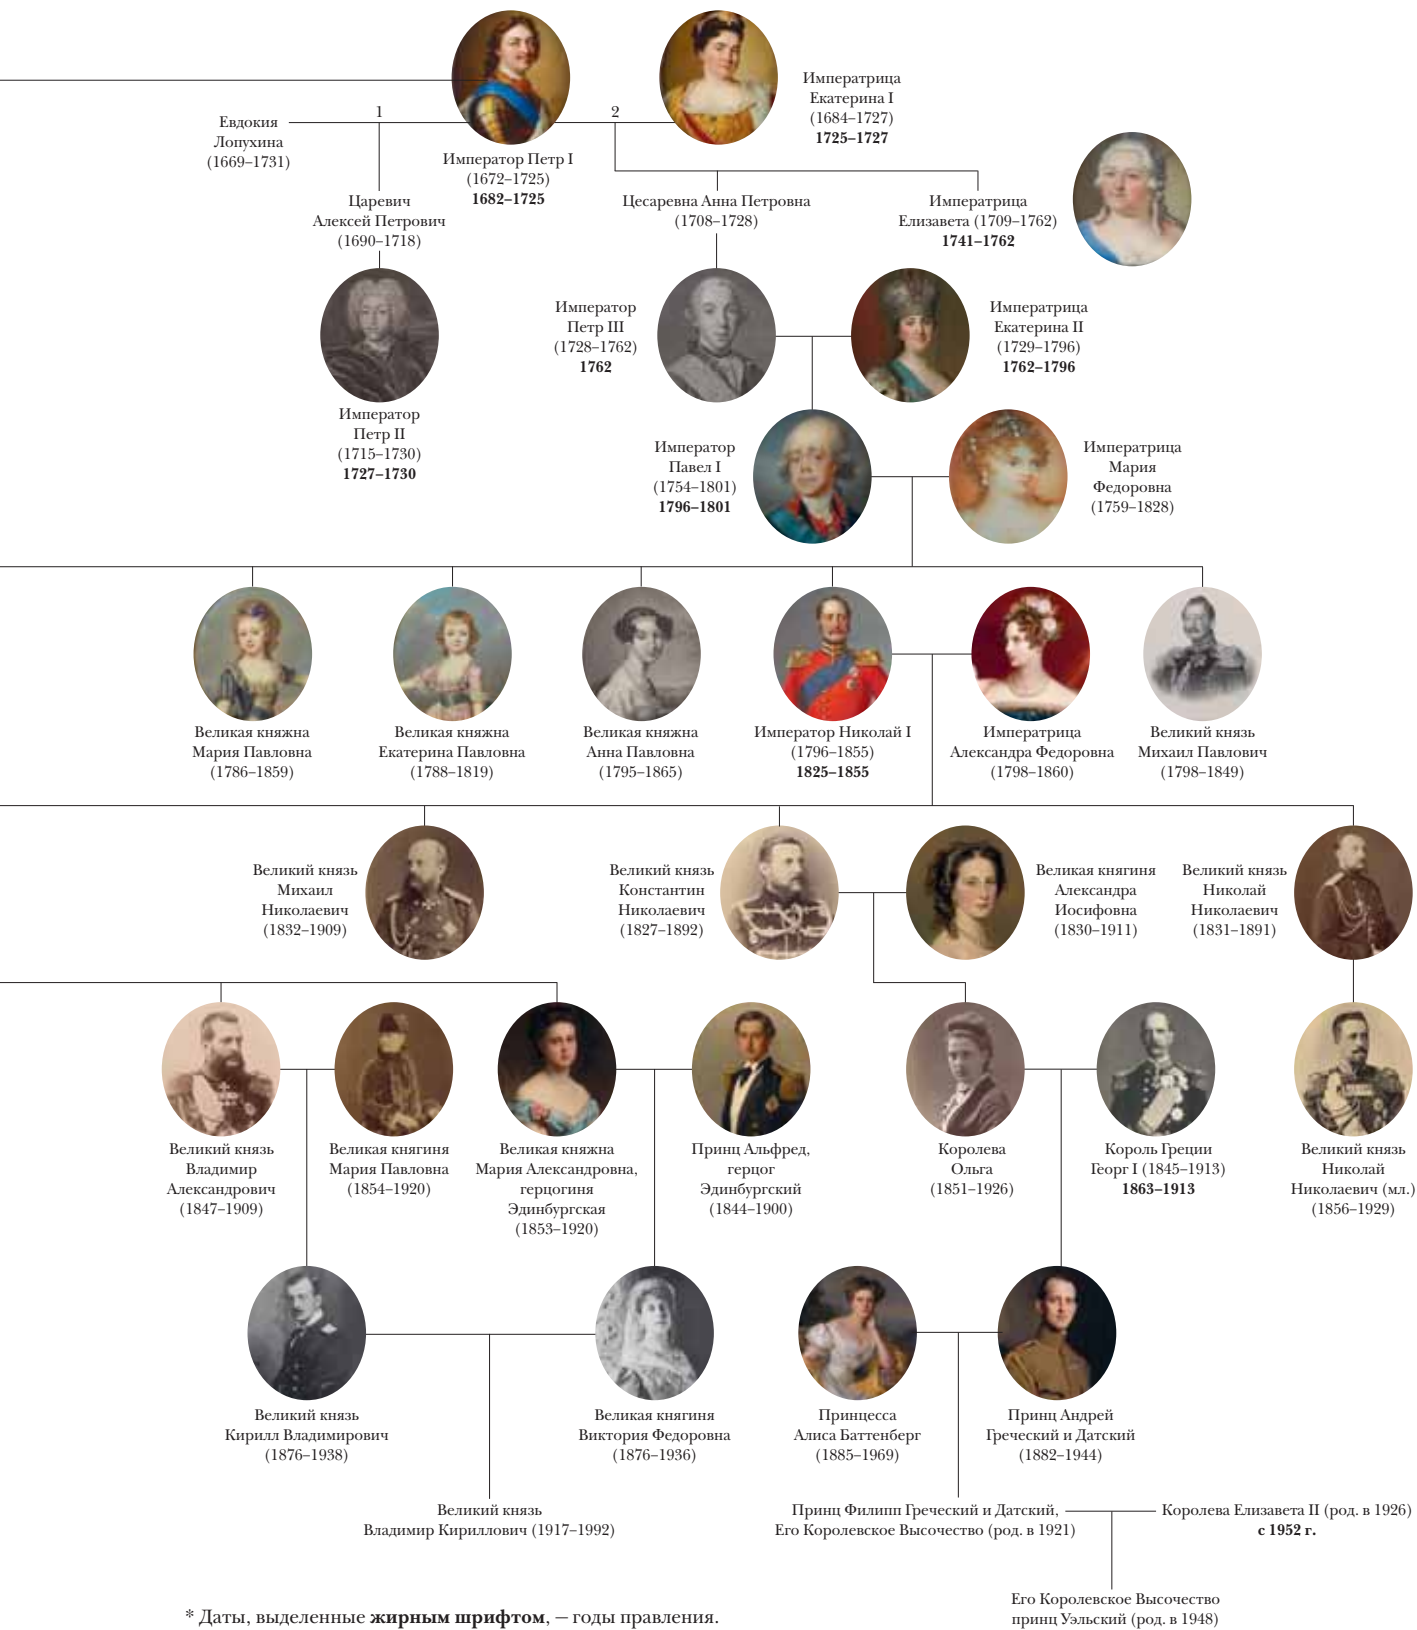 Императрица
Екатерина I
(1684–1727)
1725–1727
1
2
Евдокия
Лопухина
(1669–1731)
Император Петр I
(1672–1725)
1682–1725
Царевич
Алексей Петрович
(1690–1718)
Цесаревна Анна Петровна
(1708–1728)
Императрица
Елизавета (1709–1762)
1741–1762
Император
Петр III
(1728–1762)
1762
Императрица
Екатерина II
(1729–1796)
1762–1796
Император
Петр II
(1715–1730)
1727–1730
Император
Павел I
(1754–1801)
1796–1801
Императрица
Мария
Федоровна
(1759–1828)
Великая княжна
Мария Павловна
(1786–1859)
Великая княжна
Екатерина Павловна
(1788–1819)
Великая княжна
Анна Павловна
(1795–1865)
Император Николай I
(1796–1855)
1825–1855
Императрица
Александра Федоровна
(1798–1860)
Великий князь
Михаил Павлович
(1798–1849)
Великий князь
Михаил
Николаевич
(1832–1909)
Великий князь
Константин
Николаевич
(1827–1892)
Великая княгиня
Александра
Иосифовна
(1830–1911)
Великий князь
Николай
Николаевич
(1831–1891)
Великий князь
Владимир
Александрович
(1847–1909)
Великая княгиня
Мария Павловна
(1854–1920)
Великая княжна
Мария Александровна,
герцогиня
Эдинбургская
(1853–1920)
Принц Альфред,
герцог
Эдинбургский
(1844–1900)
Королева
Ольга
(1851–1926)
Король Греции
Георг I (1845–1913)
1863–1913
Великий князь
Николай
Николаевич (мл.)
(1856–1929)
Великий князь
Кирилл Владимирович
(1876–1938)
Великая княгиня
Виктория Федоровна
(1876–1936)
Принцесса
Алиса Баттенберг
(1885–1969)
Принц Андрей
Греческий и Датский
(1882–1944)
Великий князь
Владимир Кириллович (1917–1992)
Принц Филипп Греческий и Датский,
Его Королевское Высочество (род. в 1921)
Королева Елизавета II (род. в 1926)
с 1952 г.
Его Королевское Высочество
принц Уэльский (род. в 1948)
* Даты, выделенные жирным шрифтом, – годы правления.